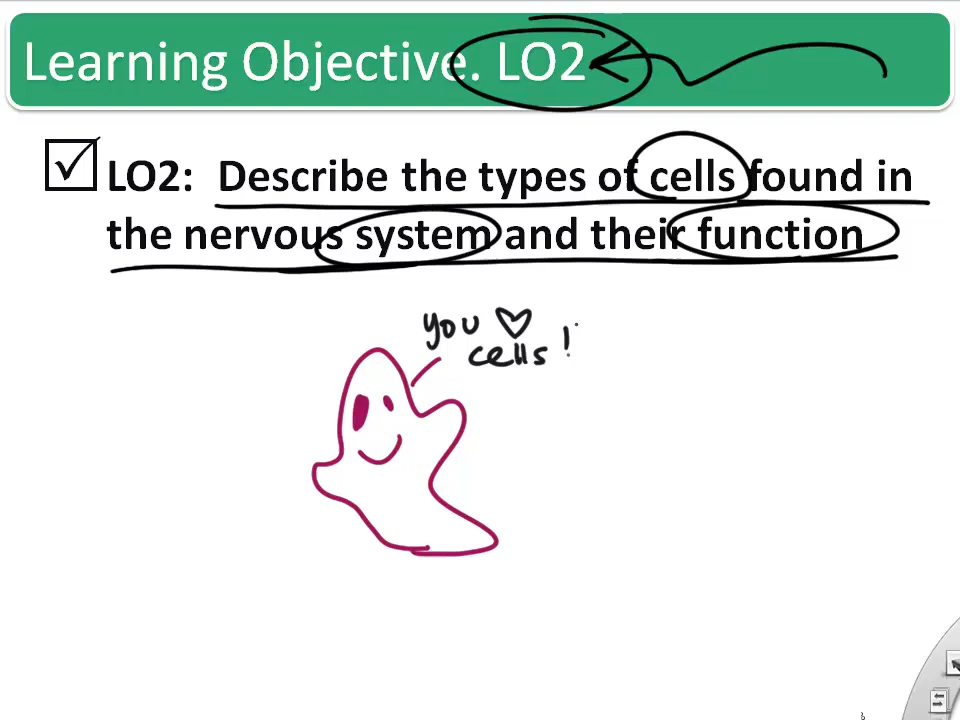 Learning Objective. LO2
LO2: Describe the types of cells found in
the nervous system and their function
you ♡
cells !